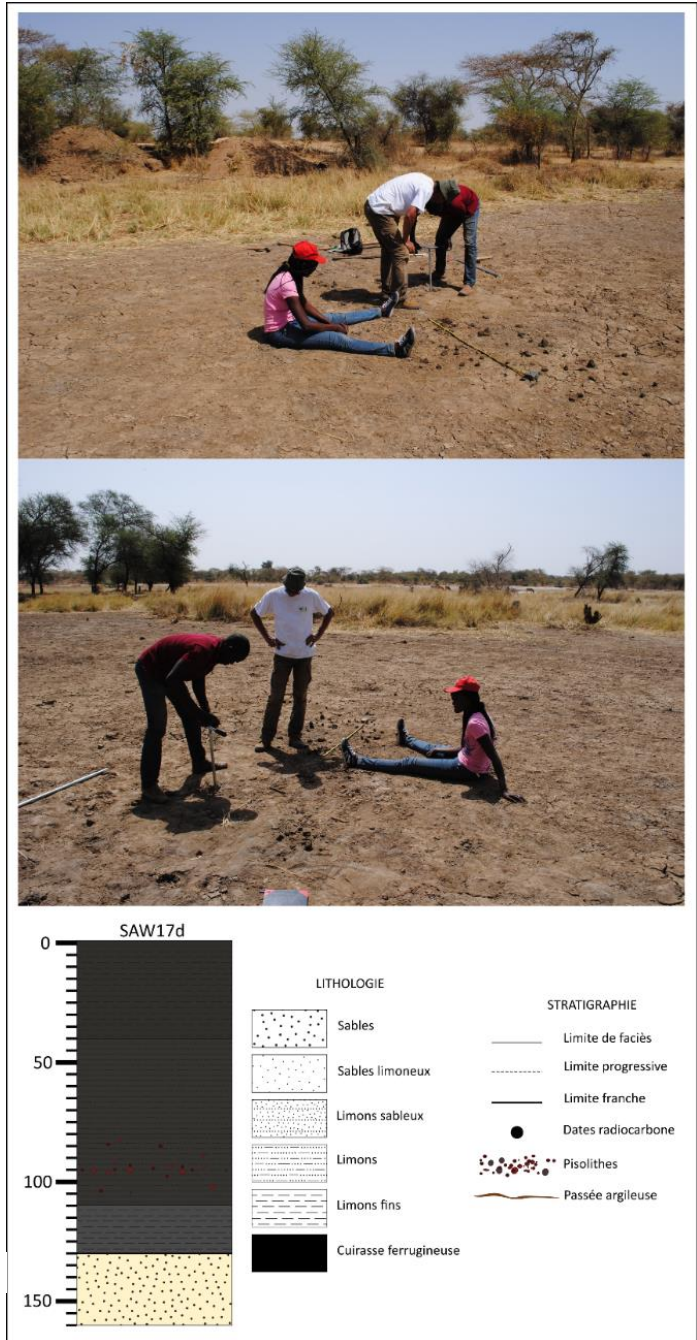 SAW17d
0
50
100
150
LITHOLOGIE
Sables
Sables limoneux
Limons sableux
Limons
Limons fins
Cuirasse ferrugineuse
STRATIGRAPHIE
Limite de faciès
Limite progressive
Limite franche
Dates radiocarbone
Pisolithes
Passée argileuse